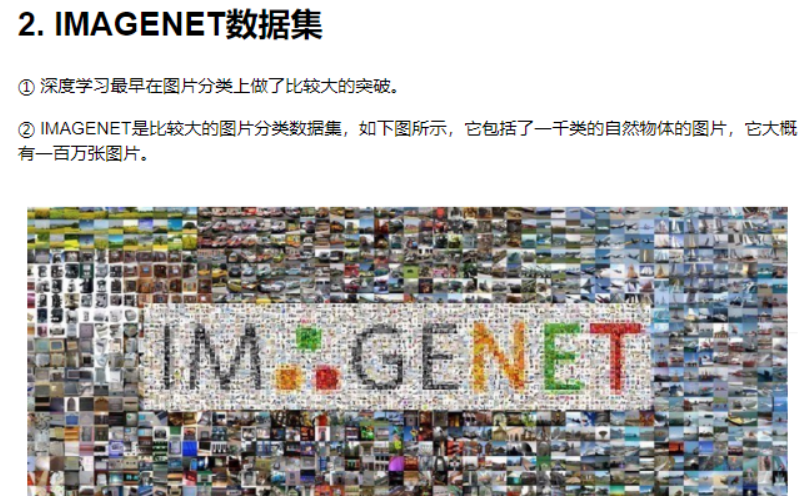 2. IMAGENET数据集
① 深度学习最早在图片分类上做了比较大的突破。
② IMAGENET是比较大的图片分类数据集，如下图所示，它包括了一千类的自然物体的图片，它大概
有一百万张图片。
IMAGENET